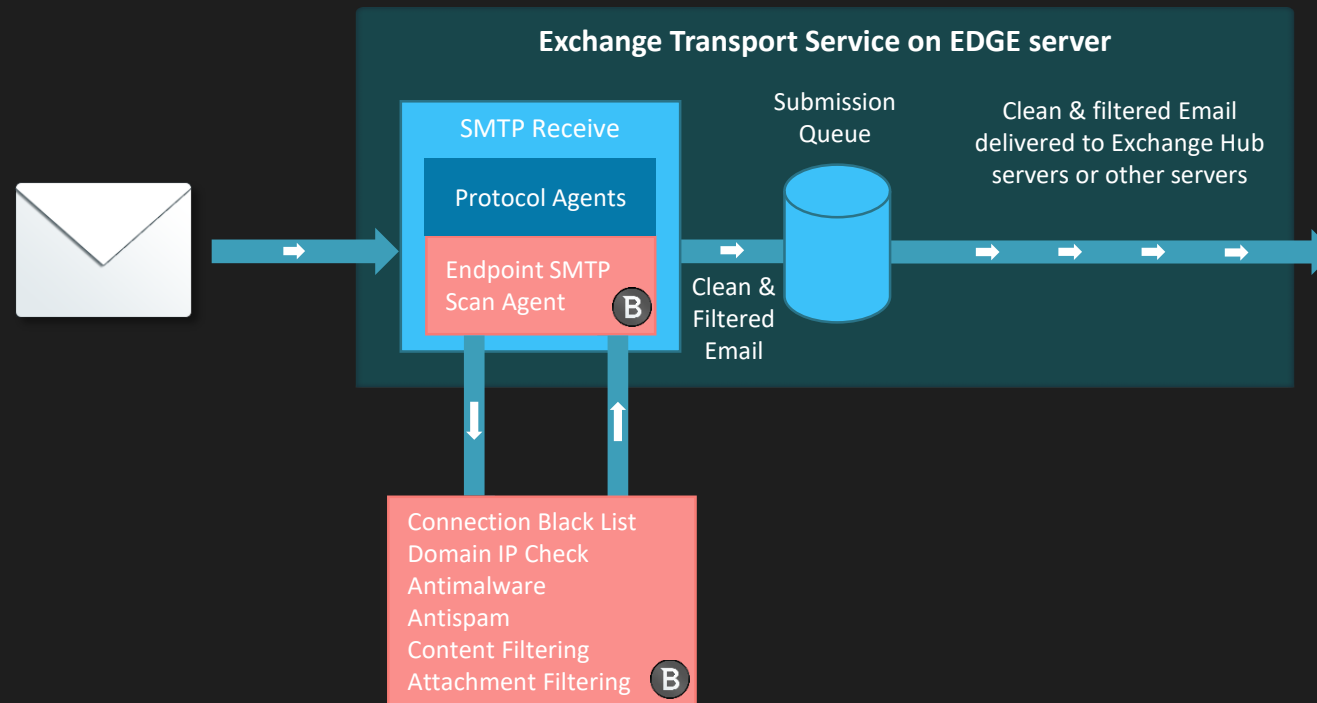 Exchange Transport Service on EDGE server
SMTP Receive
Protocol Agents
Endpoint SMTP
Scan Agent
B
Submission
Queue
Clean &
Filtered
Email
Clean & filtered Email
delivered to Exchange Hub
servers or other servers
Connection Black List
Domain IP Check
Antimalware
Antispam
Content Filtering
Attachment Filtering
B